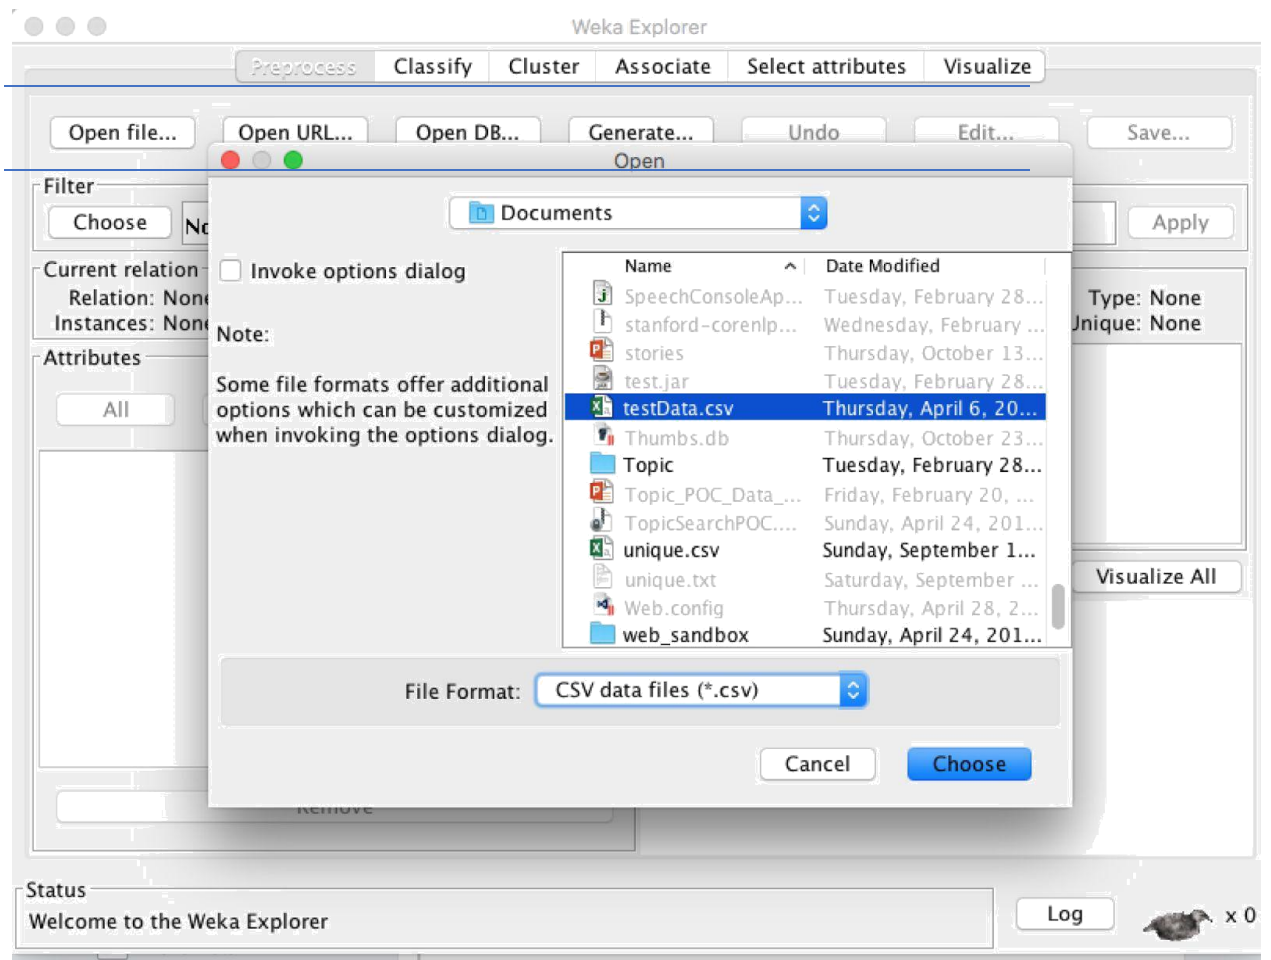 Weka Explorer
Preprocess Classify Cluster Associate Select attributes Visualize
Open file... Open URL... Open DB... Generate... Undo Edit... Save...
Open
Filter
Choose No Apply
Documents
Current relation
Relation: None
Instances: None
Type: None
Unique: None
Attributes
All
Invoke options dialog
Note:
Some file formats offer additional
options which can be customized
when invoking the options dialog.
Name Date Modified
SpeechConsoleAp... Tuesday, February 28...
stanford-corenlp... Wednesday, February ...
stories Thursday, October 13...
test.jar Tuesday, February 28...
testData.csv Thursday, April 6, 20...
Thumbs.db Thursday, October 23...
Topic Tuesday, February 28...
Topic_POC_Data_... Friday, February 20, ...
TopicSearchPOC.... Sunday, April 24, 201...
unique.csv Sunday, September 1...
unique.txt Saturday, September ...
Web.config Thursday, April 28, 2...
web_sandbox Sunday, April 24, 201...
Visualize All
File Format: CSV data files (*.csv)
Cancel Choose
Remove
Status
Welcome to the Weka Explorer
Log x 0